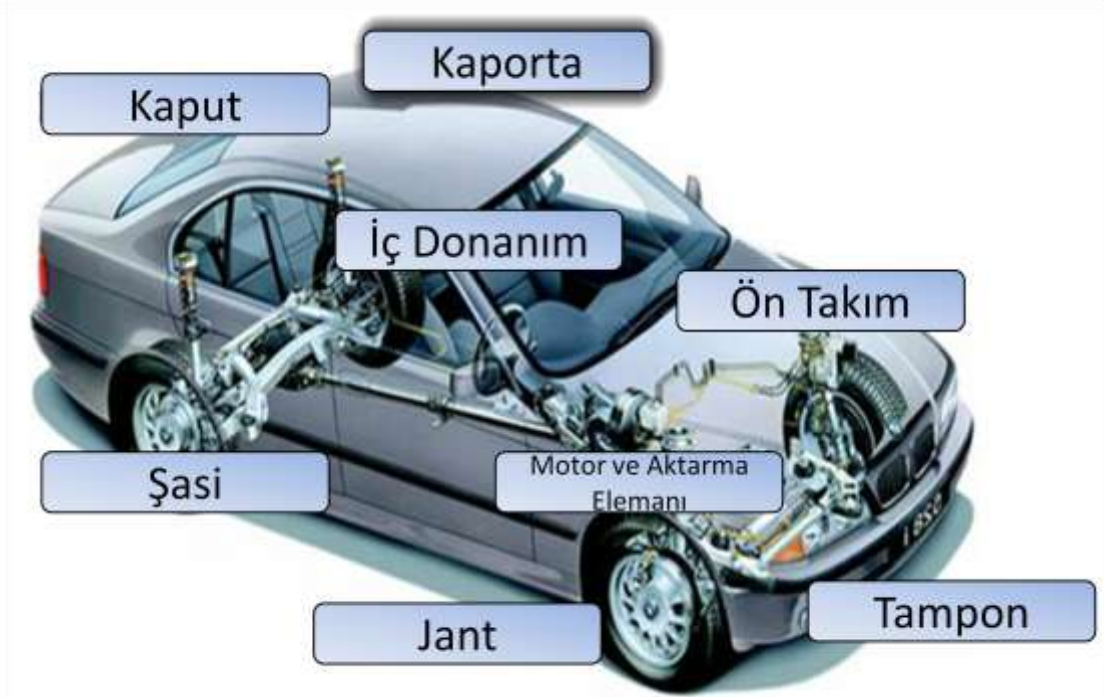 Kaporta
Kaput
İç Donanım
Ön Takım
Şasi
Motor ve Aktarma
Elemanı
Jant
Tampon